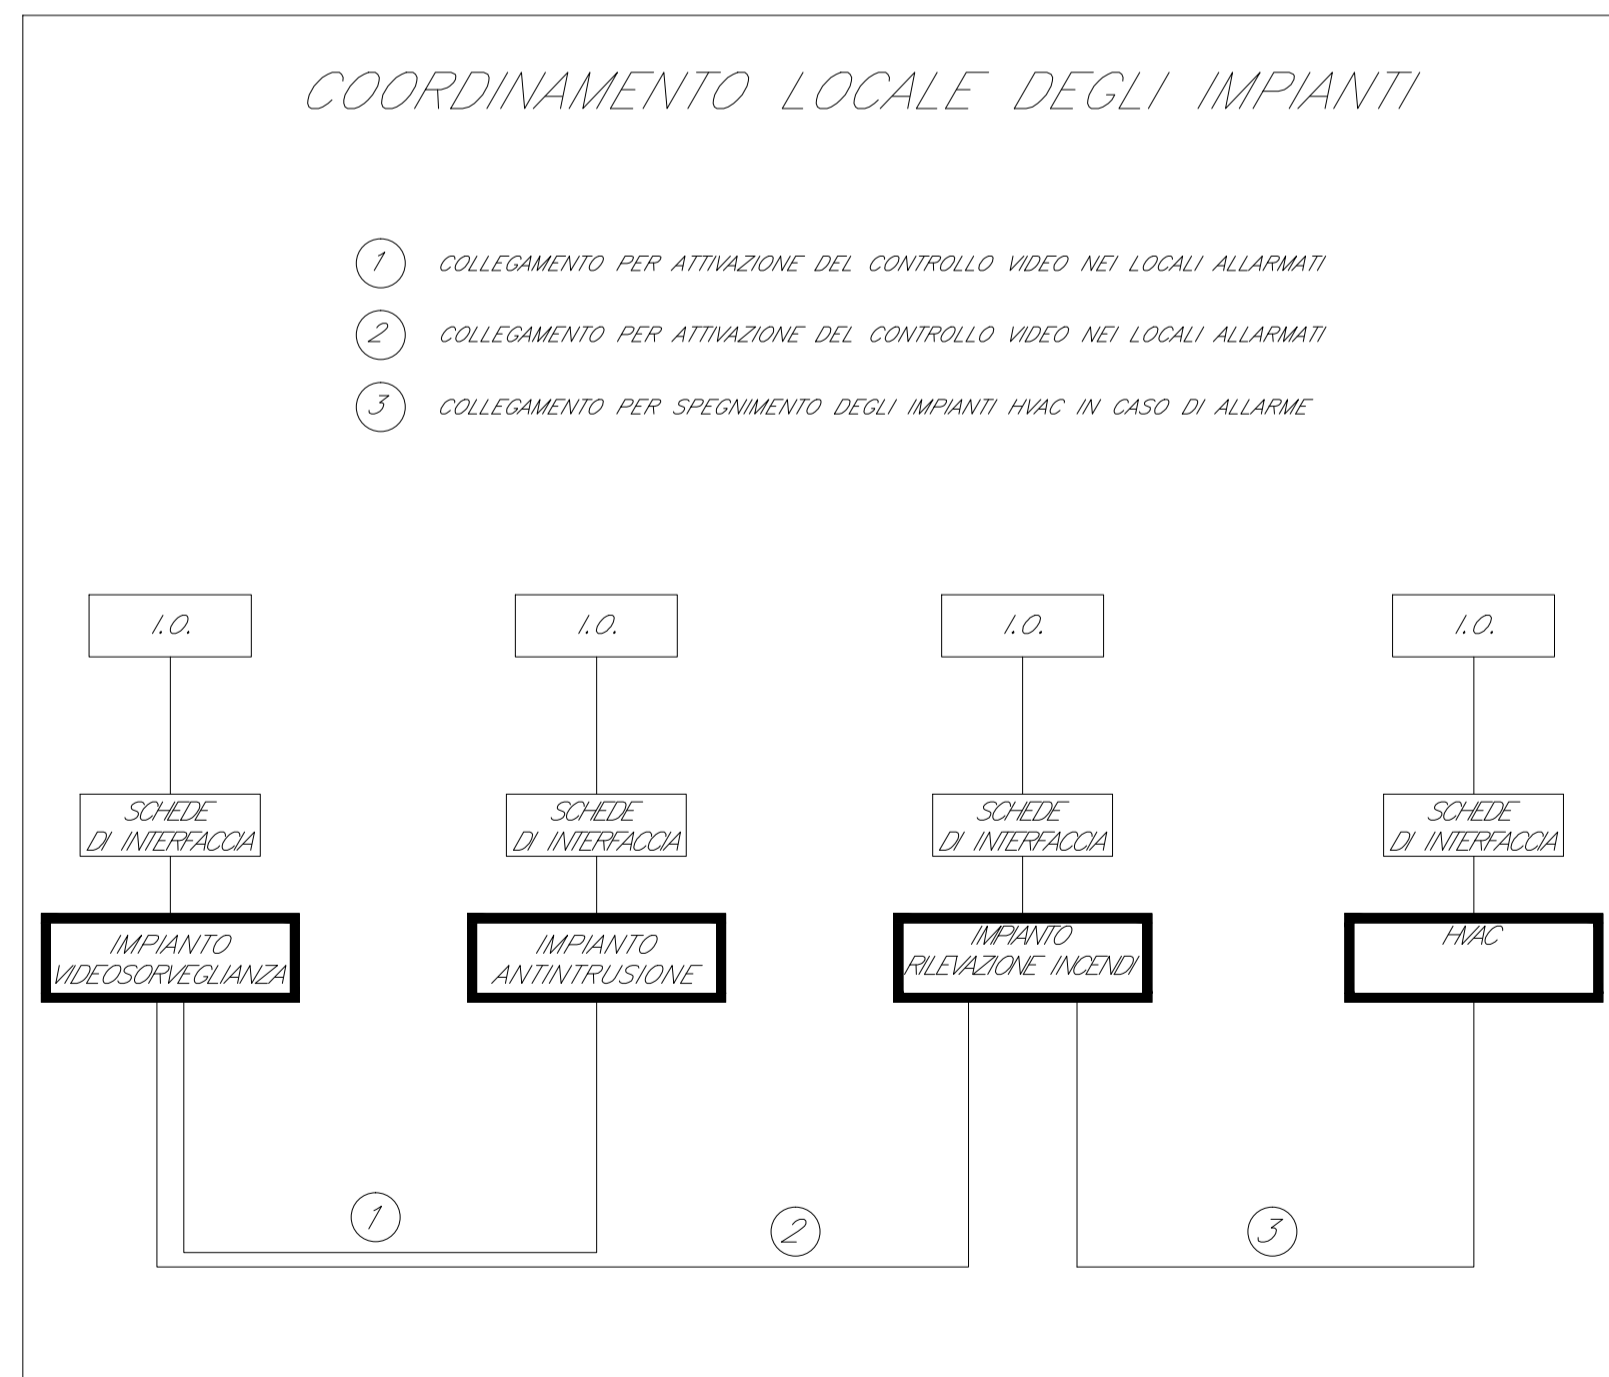 COORDINAMENTO LOCALE DEGLI IMPIANTI
1 COLLEGAMENTO PER ATTIVAZIONE DEL CONTROLLO VIDEO NEI LOCALI ALLARMATI
2 COLLEGAMENTO PER ATTIVAZIONE DEL CONTROLLO VIDEO NEI LOCALI ALLARMATI
3 COLLEGAMENTO PER SPEGNIMENTO DEGLI IMPIANTI HVAC IN CASO DI ALLARME
I.O.
I.O.
I.O.
I.O.
SCHEDE
DI INTERFACCIA
SCHEDE
DI INTERFACCIA
SCHEDE
DI INTERFACCIA
SCHEDE
DI INTERFACCIA
IMPIANTO
VIDEOSORVEGLIANZA
IMPIANTO
ANTINTRUSIONE
IMPIANTO
RILEVAZIONE INCENDI
HVAC
1
2
3